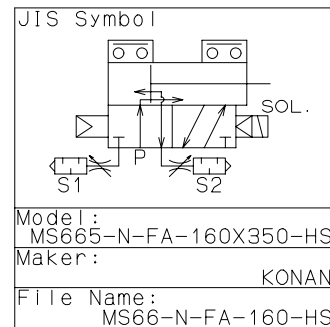 JIS Symbol
SOL.
P
S1
S2
Model:
MS665-N-FA-160X350-HS
Maker:
KONAN
File Name:
MS66-N-FA-160-HS